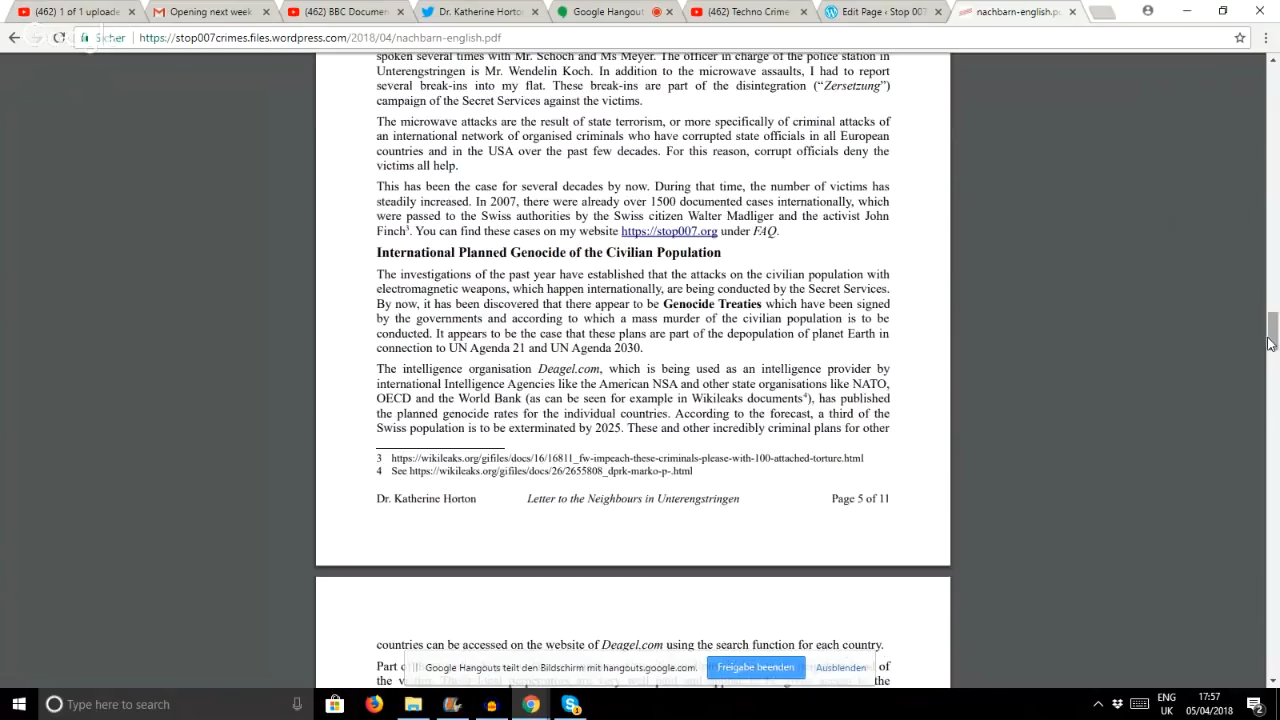 (462) 1 of 1 uploade
Opening next week
(462) BBC Documen
Dr. Katherine Hort
Google Hangout
(462) Techno Crime
Edit Page ‹ Stop 007
nachbarn-english.p
Sicher
https://stop007crimes.files.wordpress.com/2018/04/nachbarn-english.pdf
spoken several times with Mr. Schoch and Ms Meyer. The officer in charge of the police station in
Unterengstringen is Mr. Wendelin Koch. In addition to the microwave assaults, I had to report
several break-ins into my flat. These break-ins are part of the disintegration (“Zersetzung”)
campaign of the Secret Services against the victims.
The microwave attacks are the result of state terrorism, or more specifically of criminal attacks of
an international network of organised criminals who have corrupted state officials in all European
countries and in the USA over the past few decades. For this reason, corrupt officials deny the
victims all help.
This has been the case for several decades by now. During that time, the number of victims has
steadily increased. In 2007, there were already over 1500 documented cases internationally, which
were passed to the Swiss authorities by the Swiss citizen Walter Madliger and the activist John
Finch3. You can find these cases on my website https://stop007.org under FAQ.
International Planned Genocide of the Civilian Population
The investigations of the past year have established that the attacks on the civilian population with
electromagnetic weapons, which happen internationally, are being conducted by the Secret Services.
By now, it has been discovered that there appear to be Genocide Treaties which have been signed
by the governments and according to which a mass murder of the civilian population is to be
conducted. It appears to be the case that these plans are part of the depopulation of planet Earth in
connection to UN Agenda 21 and UN Agenda 2030.
The intelligence organisation Deagel.com, which is being used as an intelligence provider by
international Intelligence Agencies like the American NSA and other state organisations like NATO,
OECD and the World Bank (as can be seen for example in Wikileaks documents4), has published
the planned genocide rates for the individual countries. According to the forecast, a third of the
Swiss population is to be exterminated by 2025. These and other incredibly criminal plans for other
3 https://wikileaks.org/gifiles/docs/16/16811_fw-impeach-these-criminals-please-with-100-attached-torture.html
4 See https://wikileaks.org/gifiles/docs/26/2655808_dprk-marko-p-.html
Dr. Katherine Horton Letter to the Neighbours in Unterengstringen Page 5 of 11
countries can be accessed on the website of Deagel.com using the search function for each country.
Part of
the
Google Hangouts teilt den Bildschirm mit hangouts.google.com.
Freigabe beenden
Ausblenden
Type here to search
ENG
UK
17:57
05/04/2018
2